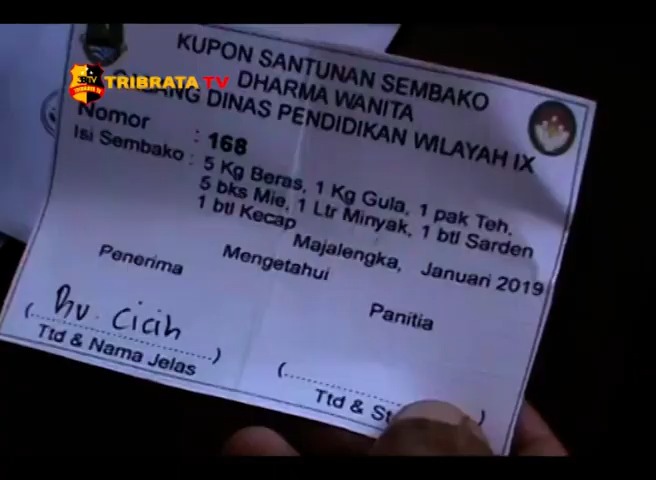 TRIBRATA TV
KUPON SANTUNAN SEMBAKO
DHARMA WANITA
CABANG DINAS PENDIDIKAN WILAYAH IX
Nomor : 168
Isi Sembako : 5 Kg Beras, 1 Kg Gula, 1 pak Teh,
5 bks Mie, 1 Ltr Minyak, 1 btl Sarden
1 btl Kecap
Majalengka, Januari 2019
Penerima Mengetahui Panitia
Cicih
(....................) (....................)
Ttd & Nama Jelas Ttd &